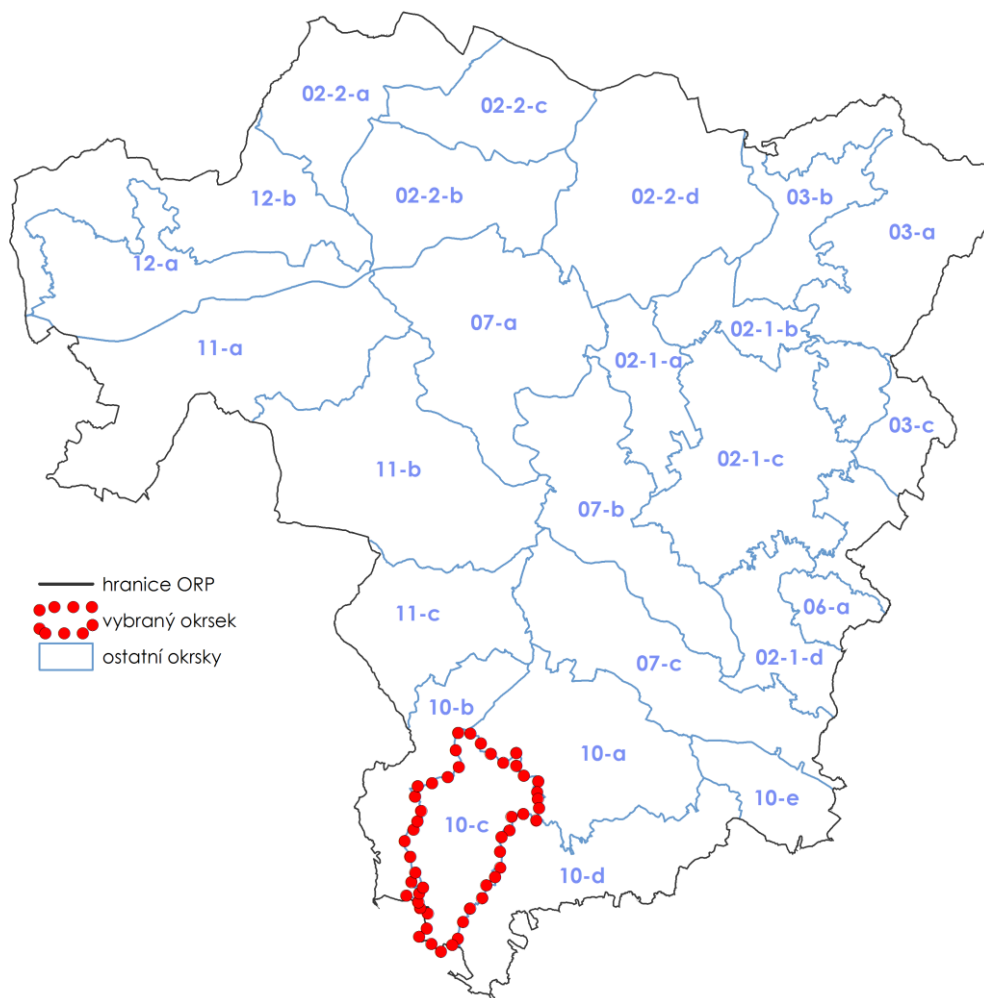 02-2-a
02-2-c
12-b
02-2-b
02-2-d
03-b
03-a
12-a
07-a
02-1-b
11-a
02-1-a
03-c
11-b
02-1-c
07-b
hranice ORP
vybraný okrsek
ostatní okrsky
11-c
06-a
07-c
02-1-d
10-b
10-a
10-e
10-c
10-d